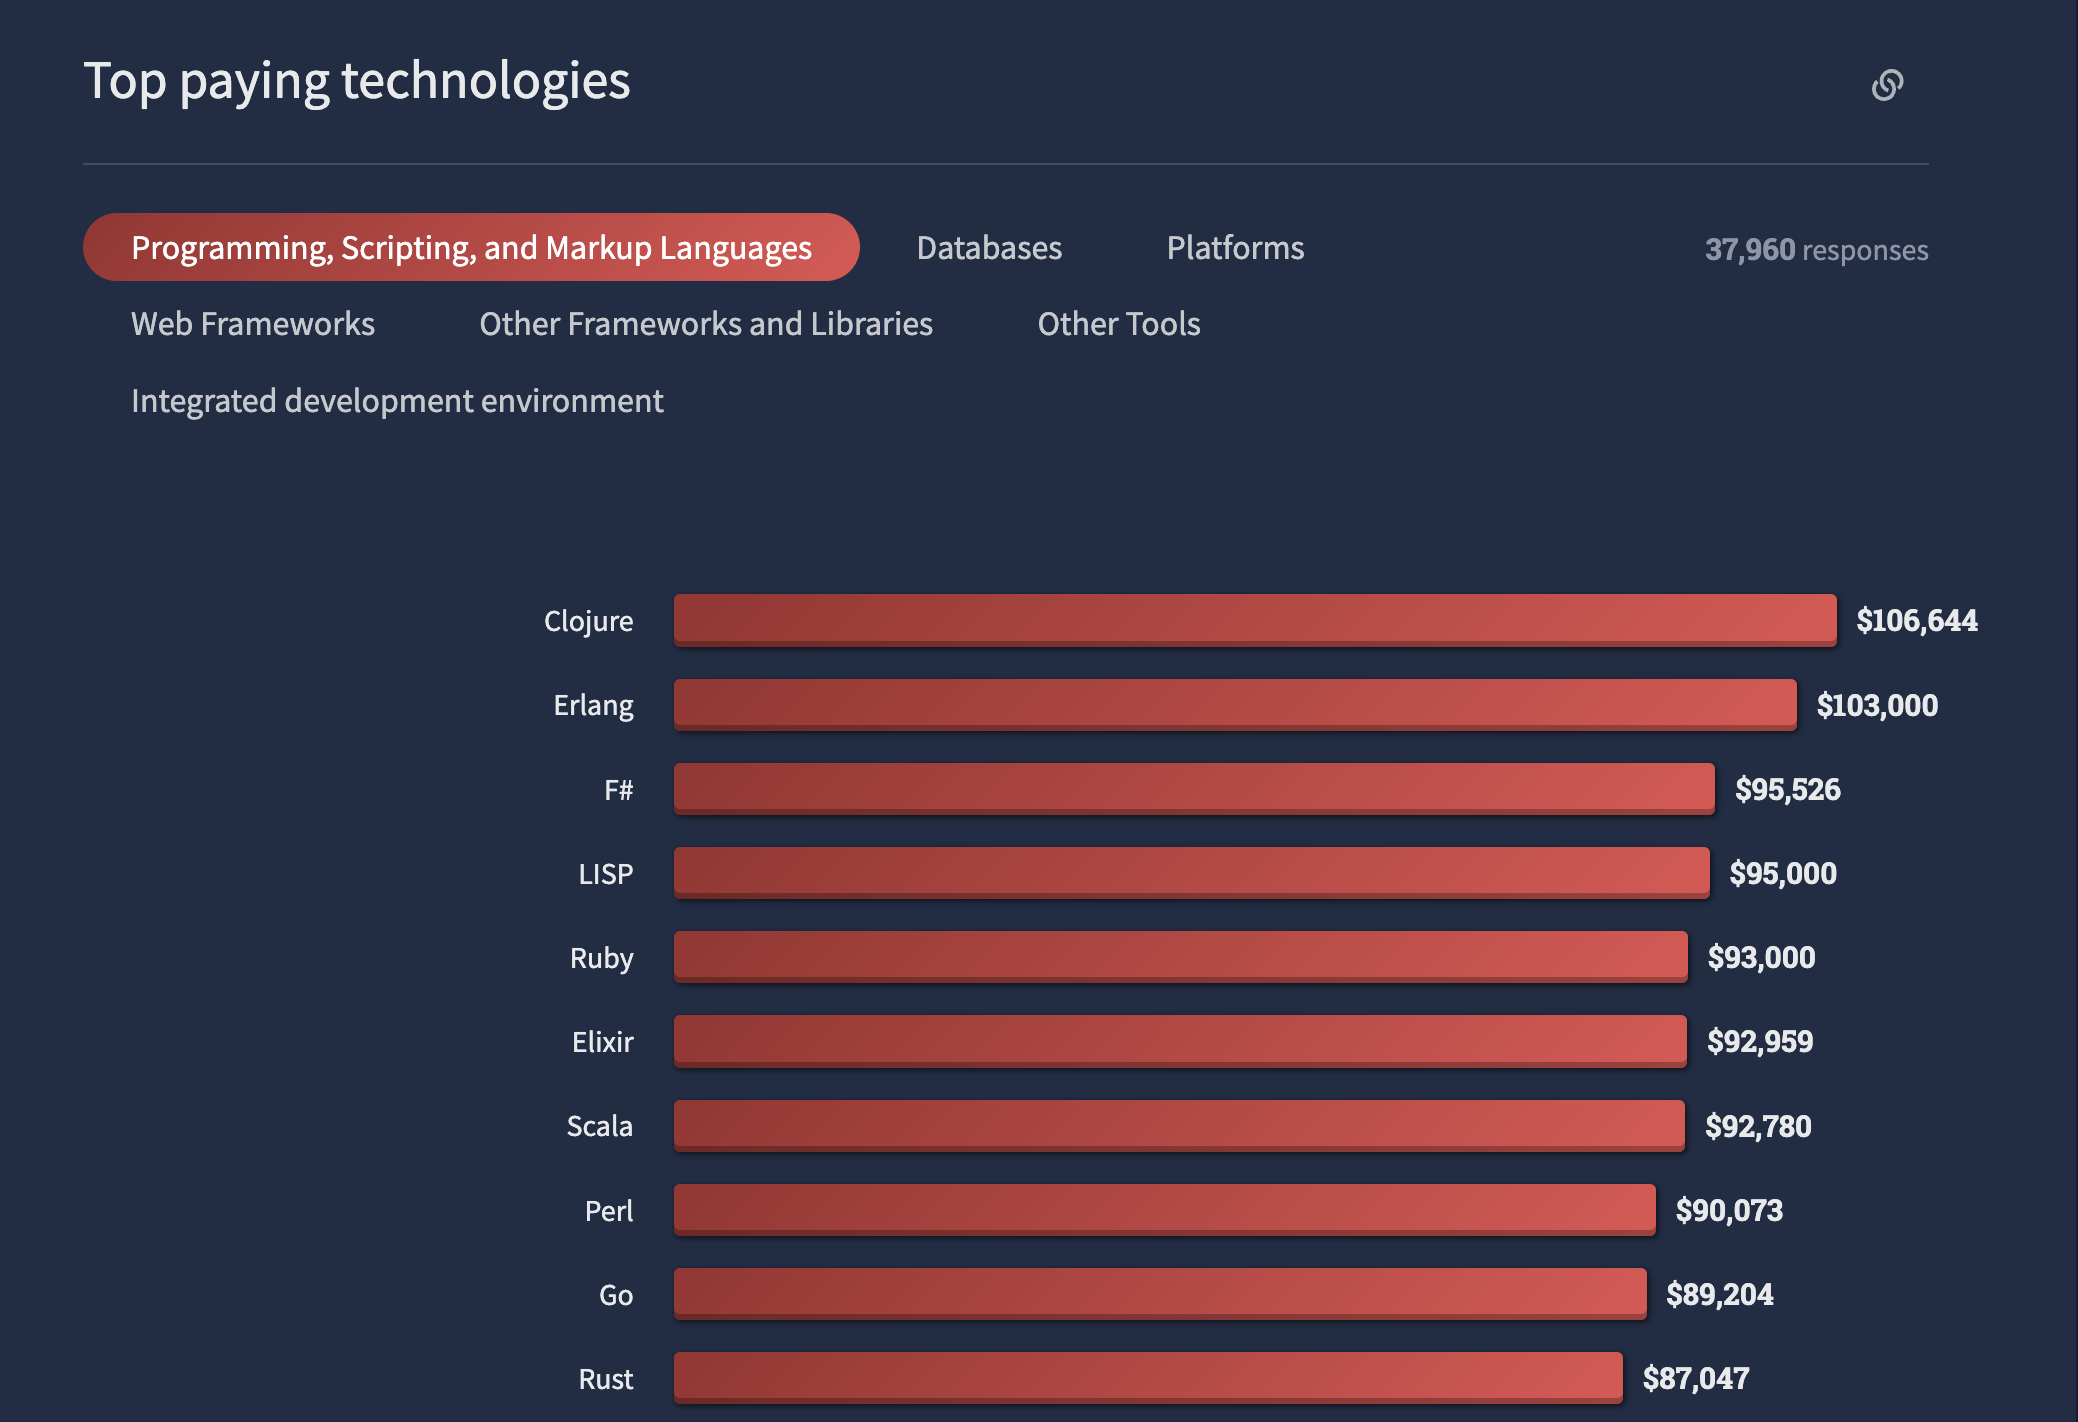 Top paying technologies
Programming, Scripting, and Markup Languages Databases Platforms 37,960 responses
Web Frameworks Other Frameworks and Libraries Other Tools
Integrated development environment
Clojure $106,644
Erlang $103,000
F# $95,526
LISP $95,000
Ruby $93,000
Elixir $92,959
Scala $92,780
Perl $90,073
Go $89,204
Rust $87,047